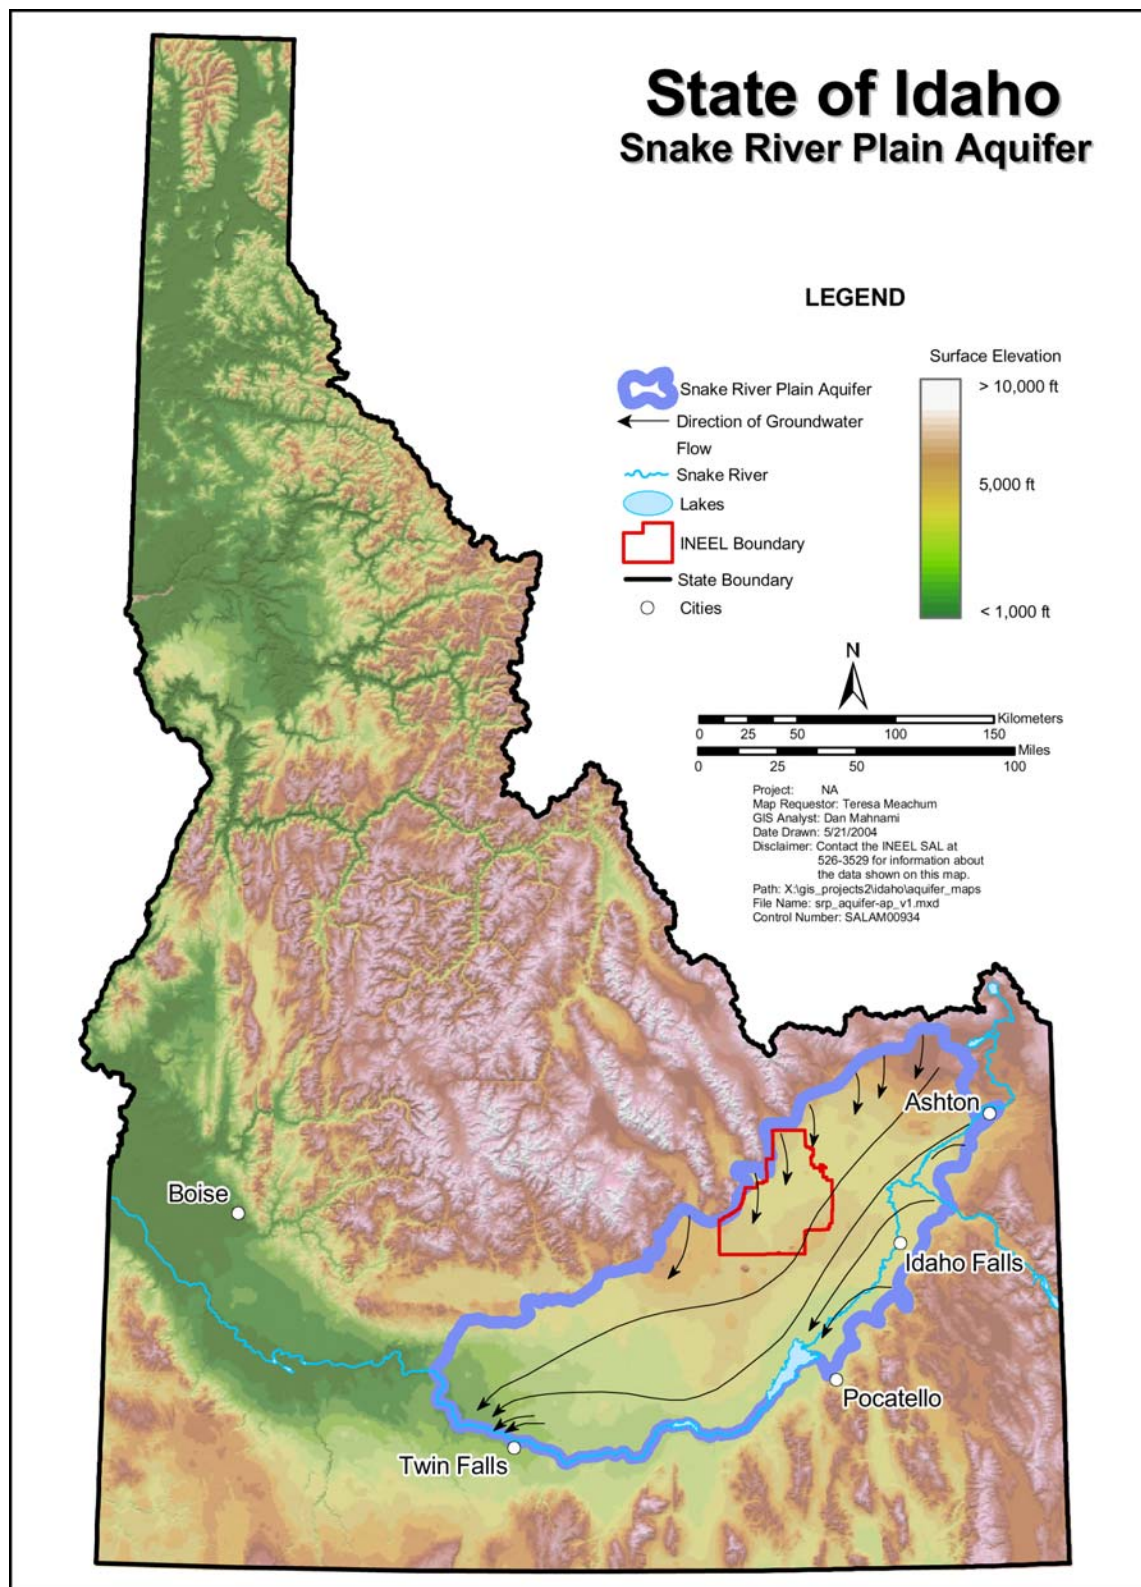 State of Idaho
Snake River Plain Aquifer
LEGEND
Snake River Plain Aquifer
Direction of Groundwater
Flow
Snake River
Lakes
INEEL Boundary
State Boundary
Cities
Surface Elevation
> 10,000 ft
5,000 ft
< 1,000 ft
N
Kilometers
0 25 50 100 150
Miles
0 25 50 100
Project: NA
Map Requestor: Teresa Meachum
GIS Analyst: Dan Mahnami
Date Drawn: 5/21/2004
Disclaimer: Contact the INEEL SAL at
526-3529 for information about
the data shown on this map.
Path: X:\gis_projects2\idaho\aquifer_maps
File Name: srp_aquifer-ap_v1.mxd
Control Number: SALAM00934
Ashton
Boise
Idaho Falls
Pocatello
Twin Falls